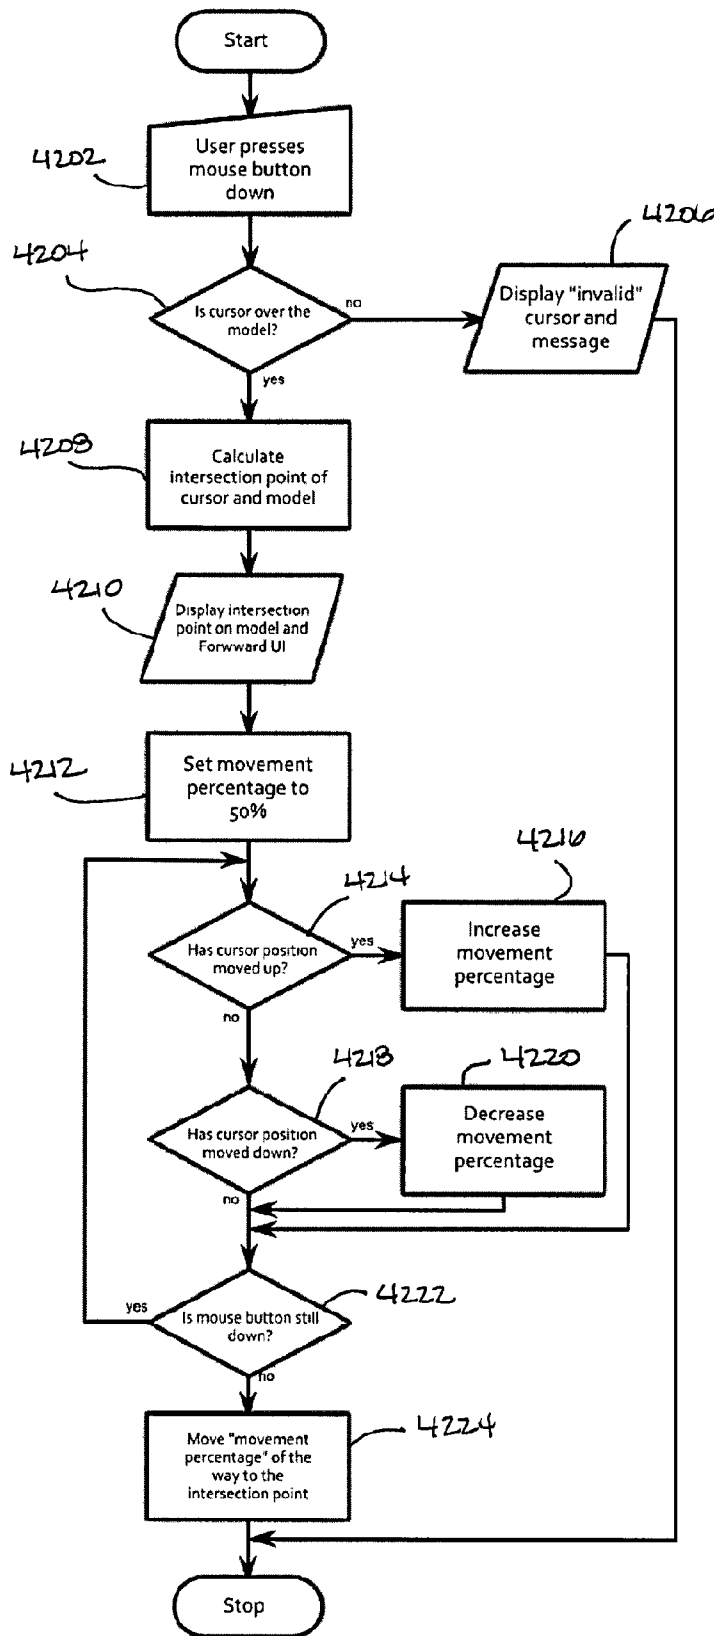 Start
4202
User presses
mouse button
down
4204
Is cursor over the
model?
no
yes
4206
Display "invalid"
cursor and
message
4208
Calculate
intersection point of
cursor and model
4210
Display intersection
point on model and
Forwward UI
4212
Set movement
percentage to
50%
4214
Has cursor position
moved up?
yes
no
4216
Increase
movement
percentage
4218
Has cursor position
moved down?
yes
no
4220
Decrease
movement
percentage
4222
Is mouse button still
down?
yes
no
4224
Move "movement
percentage" of the
way to the
intersection point
Stop